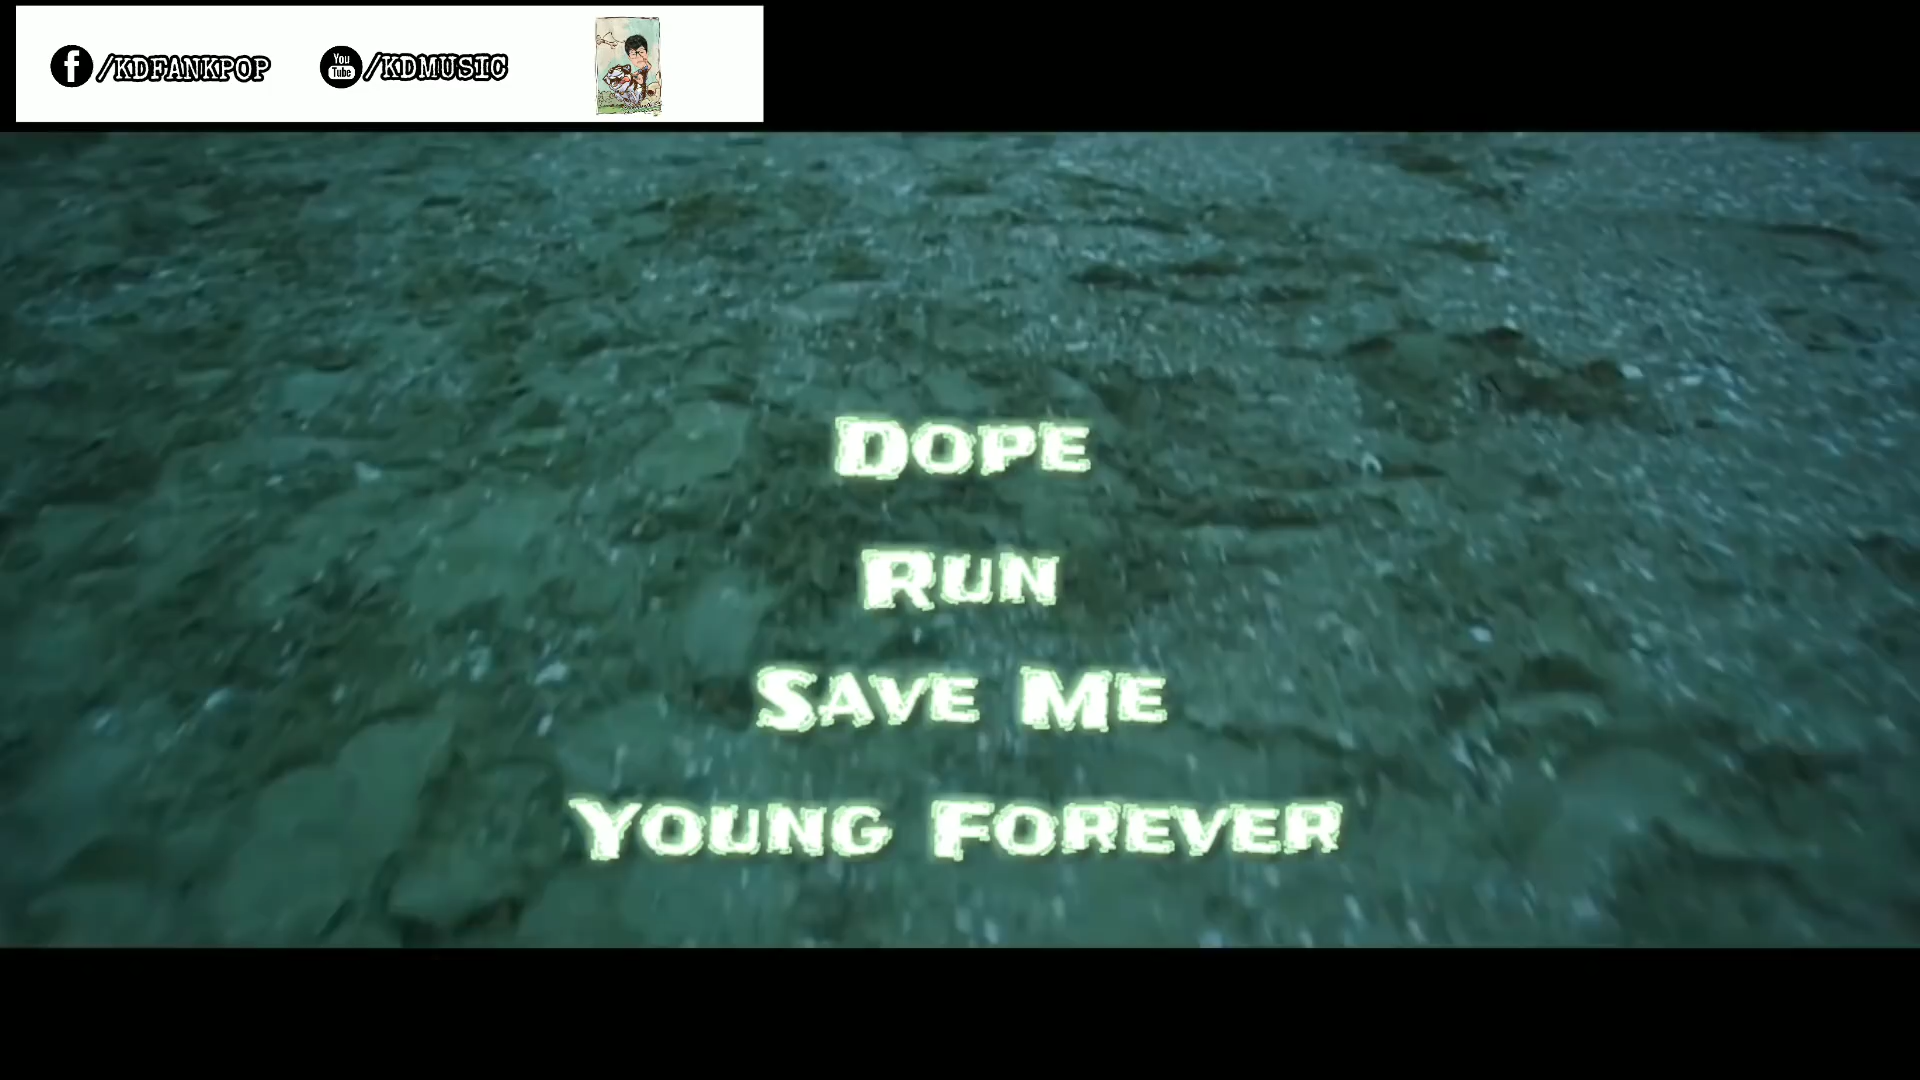 /KDFANKPOP
You Tube /KDMUSIC
DOPE
RUN
SAVE ME
YOUNG FOREVER